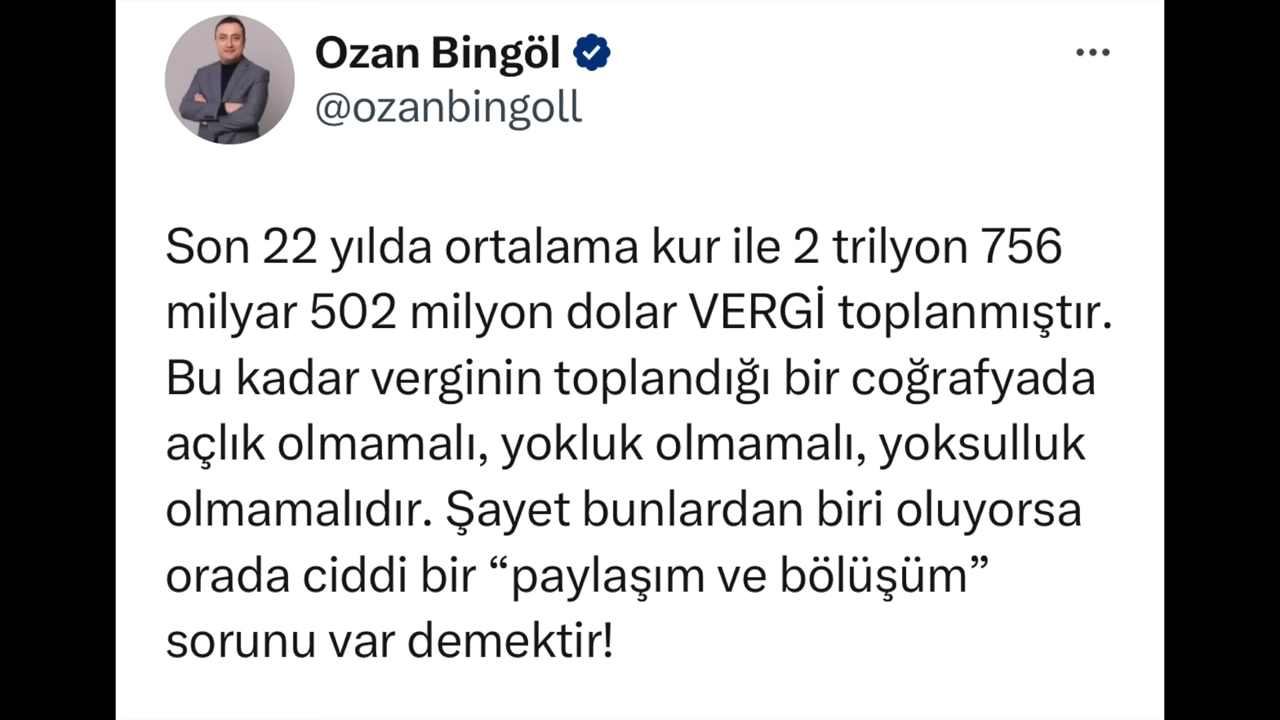 Ozan Bingöl
@ozanbingoll
Son 22 yılda ortalama kur ile 2 trilyon 756
milyar 502 milyon dolar VERGİ toplanmıştır.
Bu kadar verginin toplandığı bir coğrafyada
açlık olmamalı, yokluk olmamalı, yoksulluk
olmamalıdır. Şayet bunlardan biri oluyorsa
orada ciddi bir “paylaşım ve bölüşüm”
sorunu var demektir!